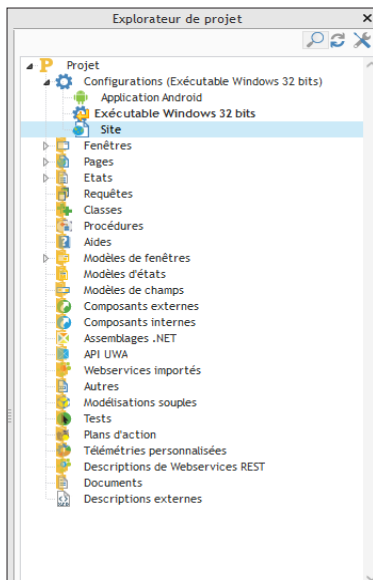 Explorateur de projet
Projet
Configurations (Exécutable Windows 32 bits)
Application Android
Exécutable Windows 32 bits
Site
Fenêtres
Pages
Etats
Requêtes
Classes
Procédures
Aides
Modèles de fenêtres
Modèles d'états
Modèles de champs
Composants externes
Composants internes
Assemblages .NET
API UWA
Webservices importés
Autres
Modélisations souples
Tests
Plans d'action
Télémétries personnalisées
Descriptions de Webservices REST
Documents
Descriptions externes